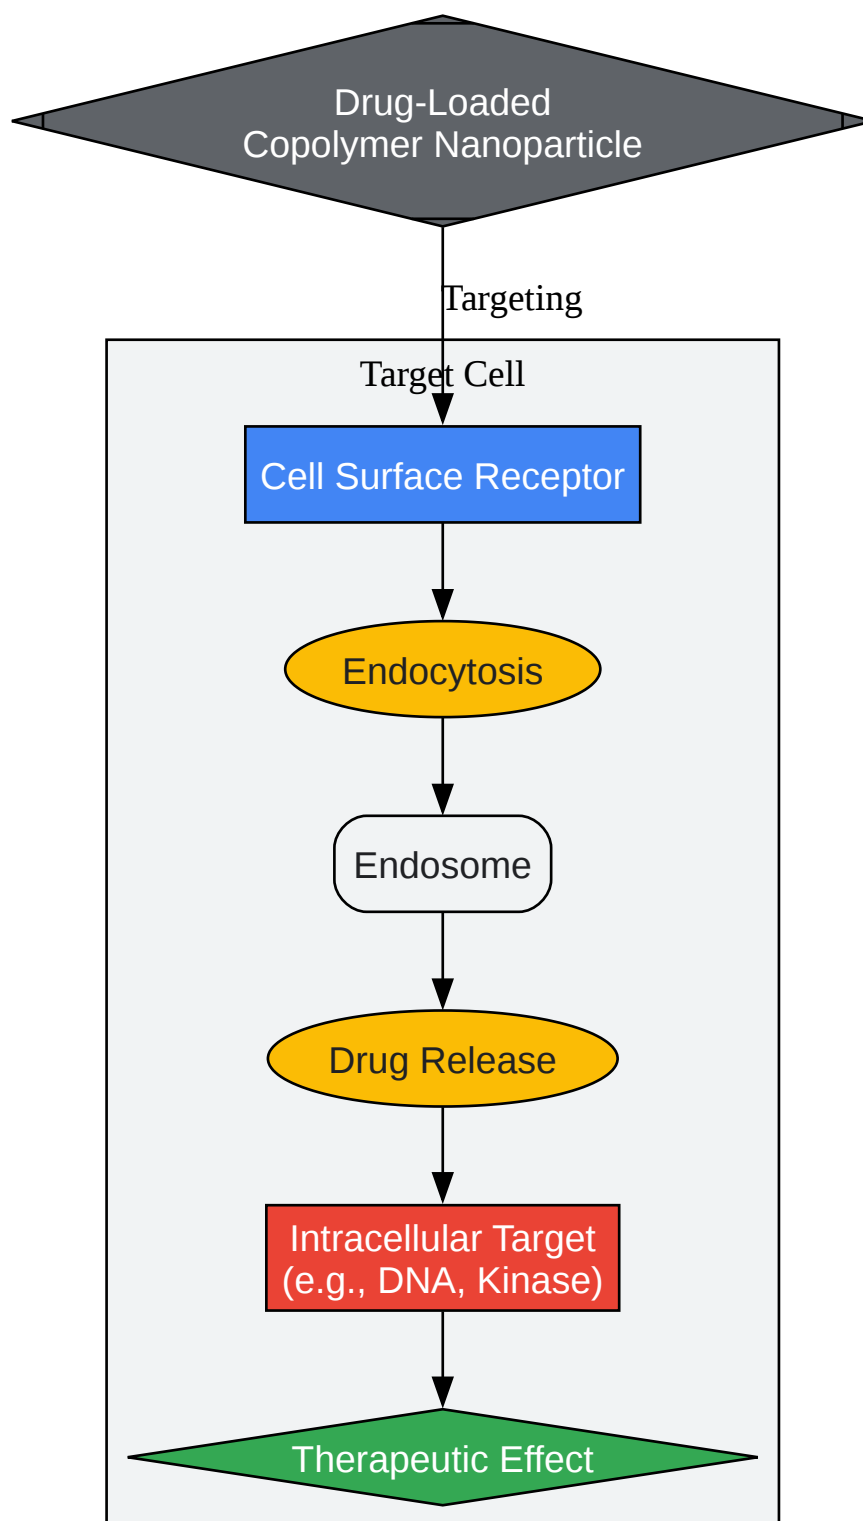 Drug-Loaded
Copolymer Nanoparticle
Targeting
Target Cell
Cell Surface Receptor
Endocytosis
Endosome
Drug Release
Intracellular Target
(e.g., DNA, Kinase)
Therapeutic Effect